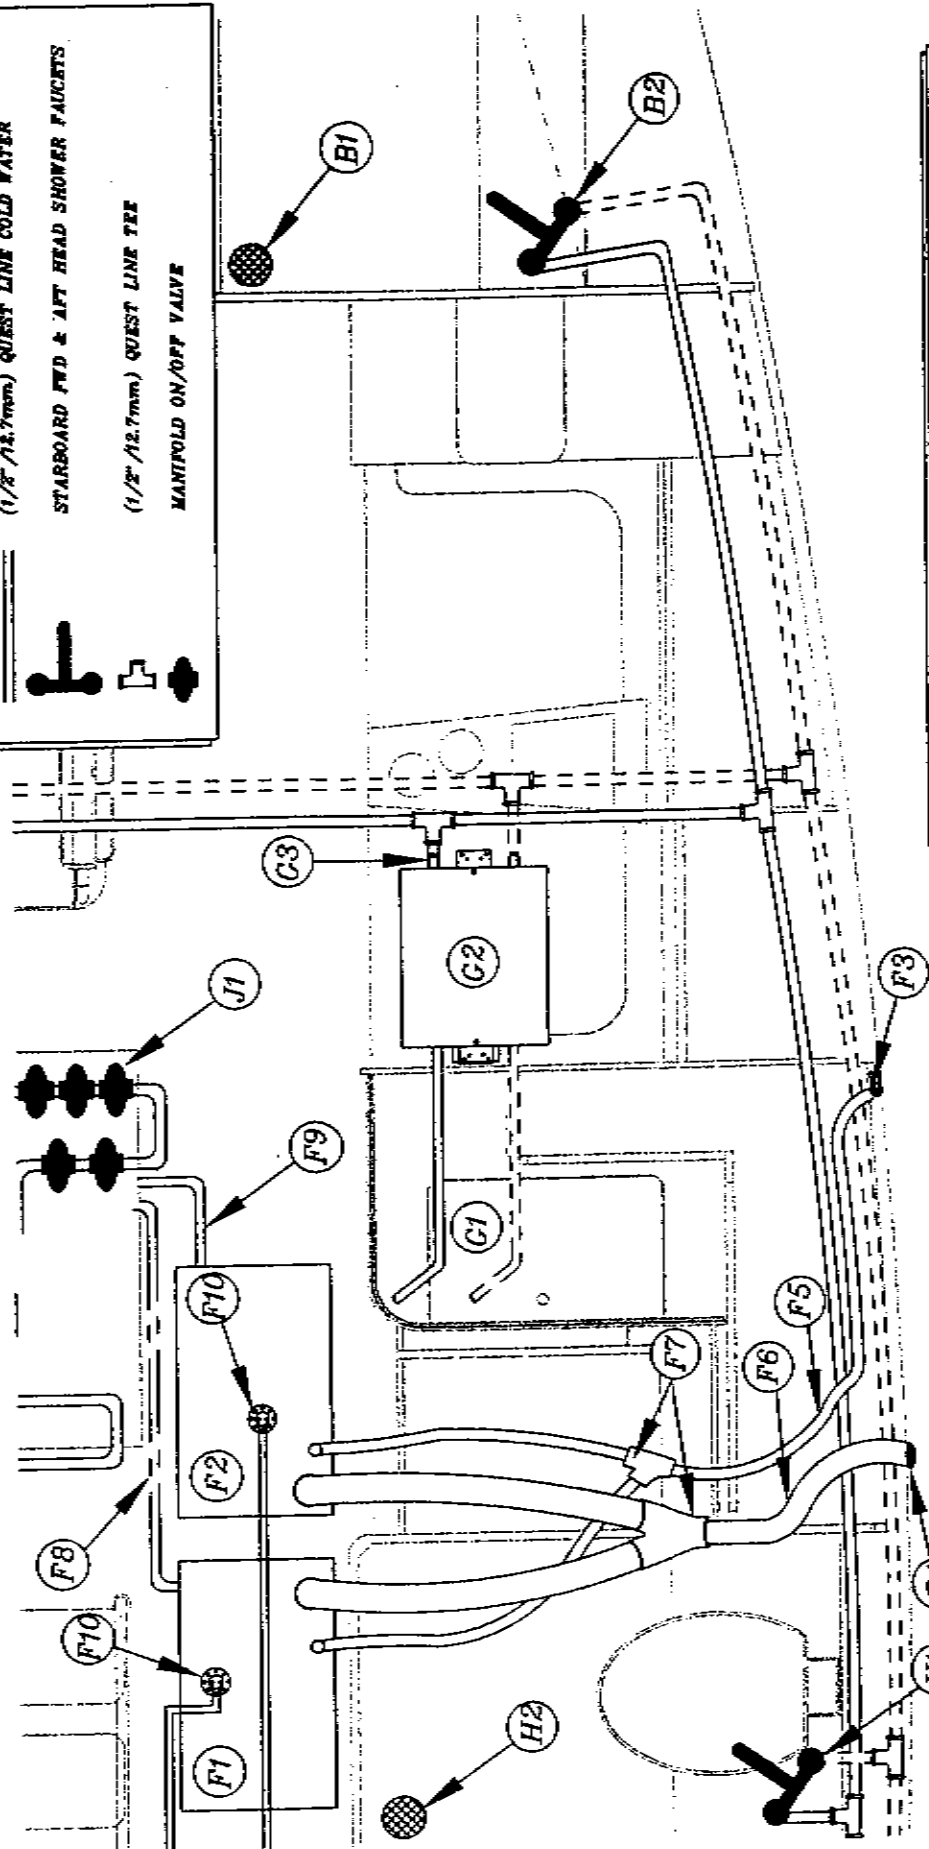 (1/2" /12.7mm) QUEST LINE COLD WATER
STARBOARD FWD & AFT HEAD SHOWER FAUCETS
(1/2" /12.7mm) QUEST LINE TEE
MANIFOLD ON/OFF VALVE
B1
B2
G3
G2
J1
F3
F9
G1
F10
F5
F7
F6
F2
F8
F10
F1
H2